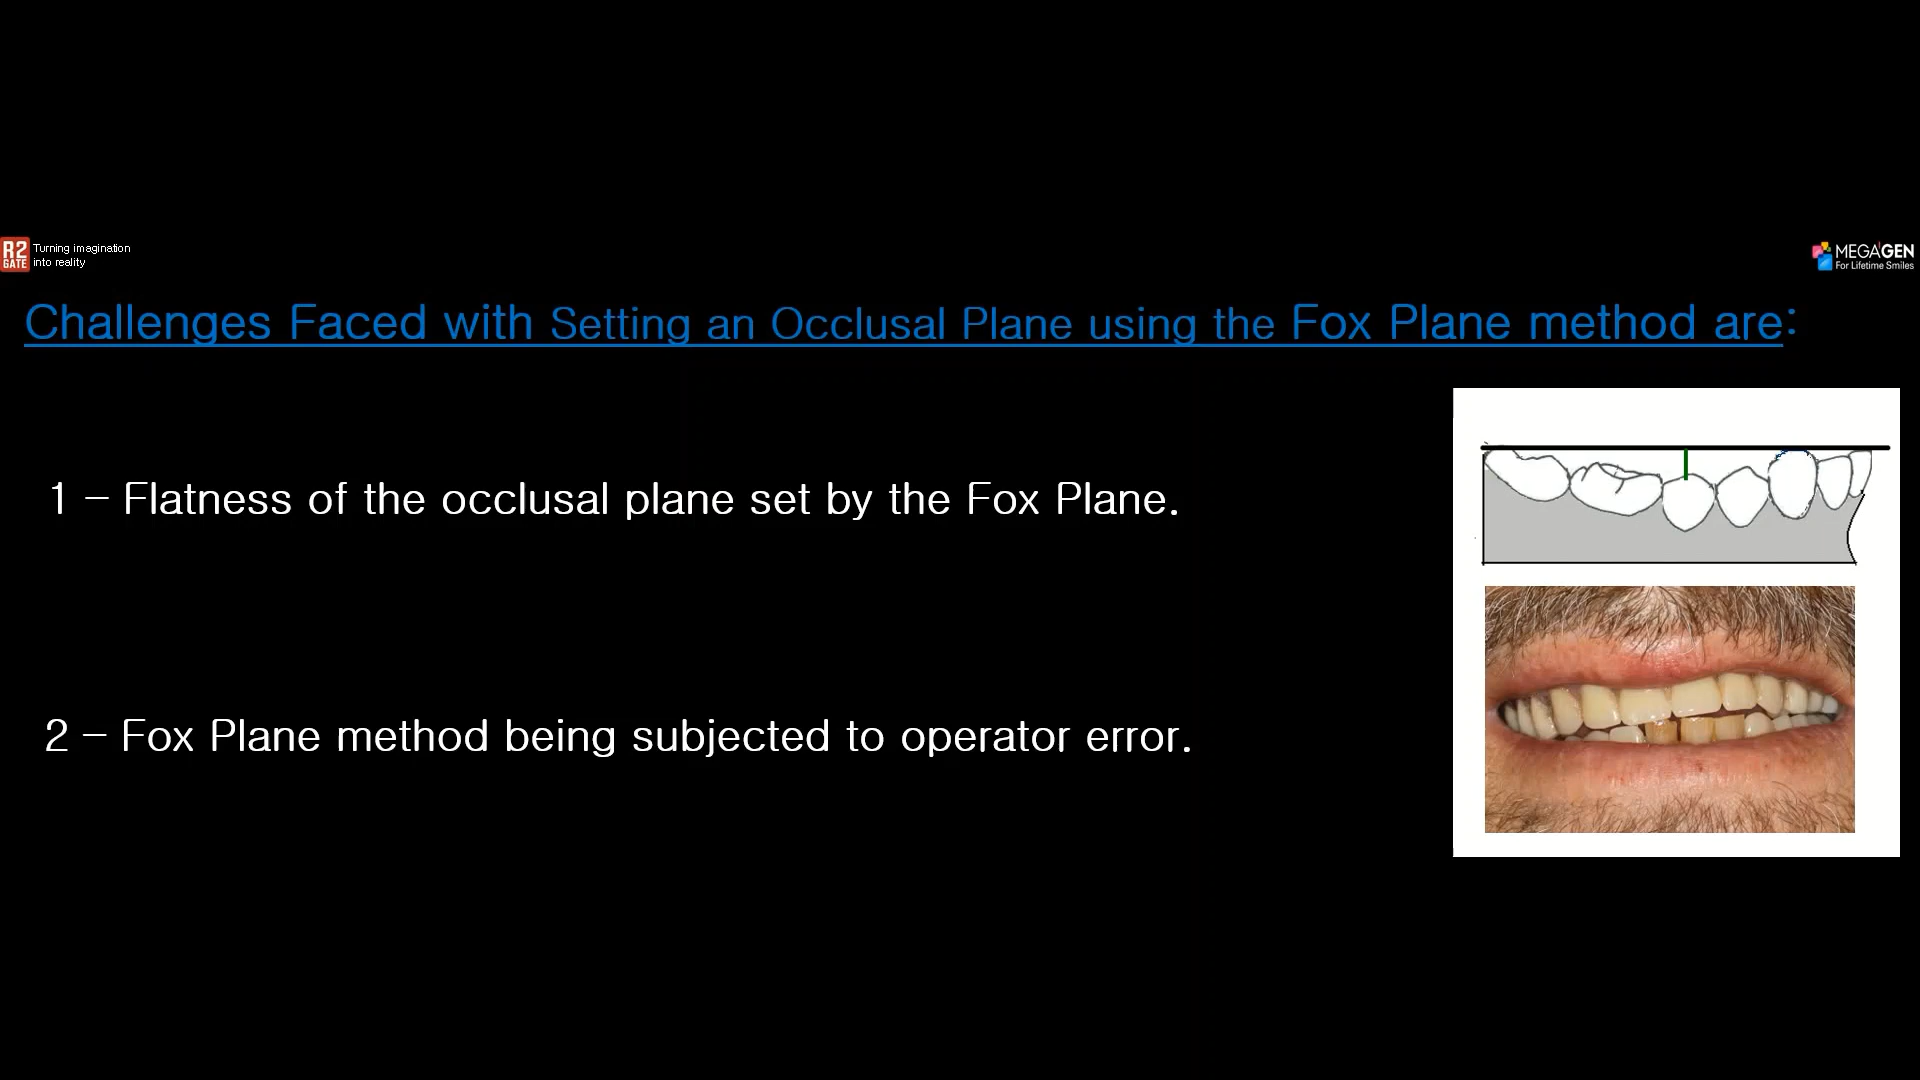 R2
GATE
Turning imagination
into reality
MEGAGEN
For Lifetime Smiles
Challenges Faced with Setting an Occlusal Plane using the Fox Plane method are:
1 – Flatness of the occlusal plane set by the Fox Plane.
2 – Fox Plane method being subjected to operator error.